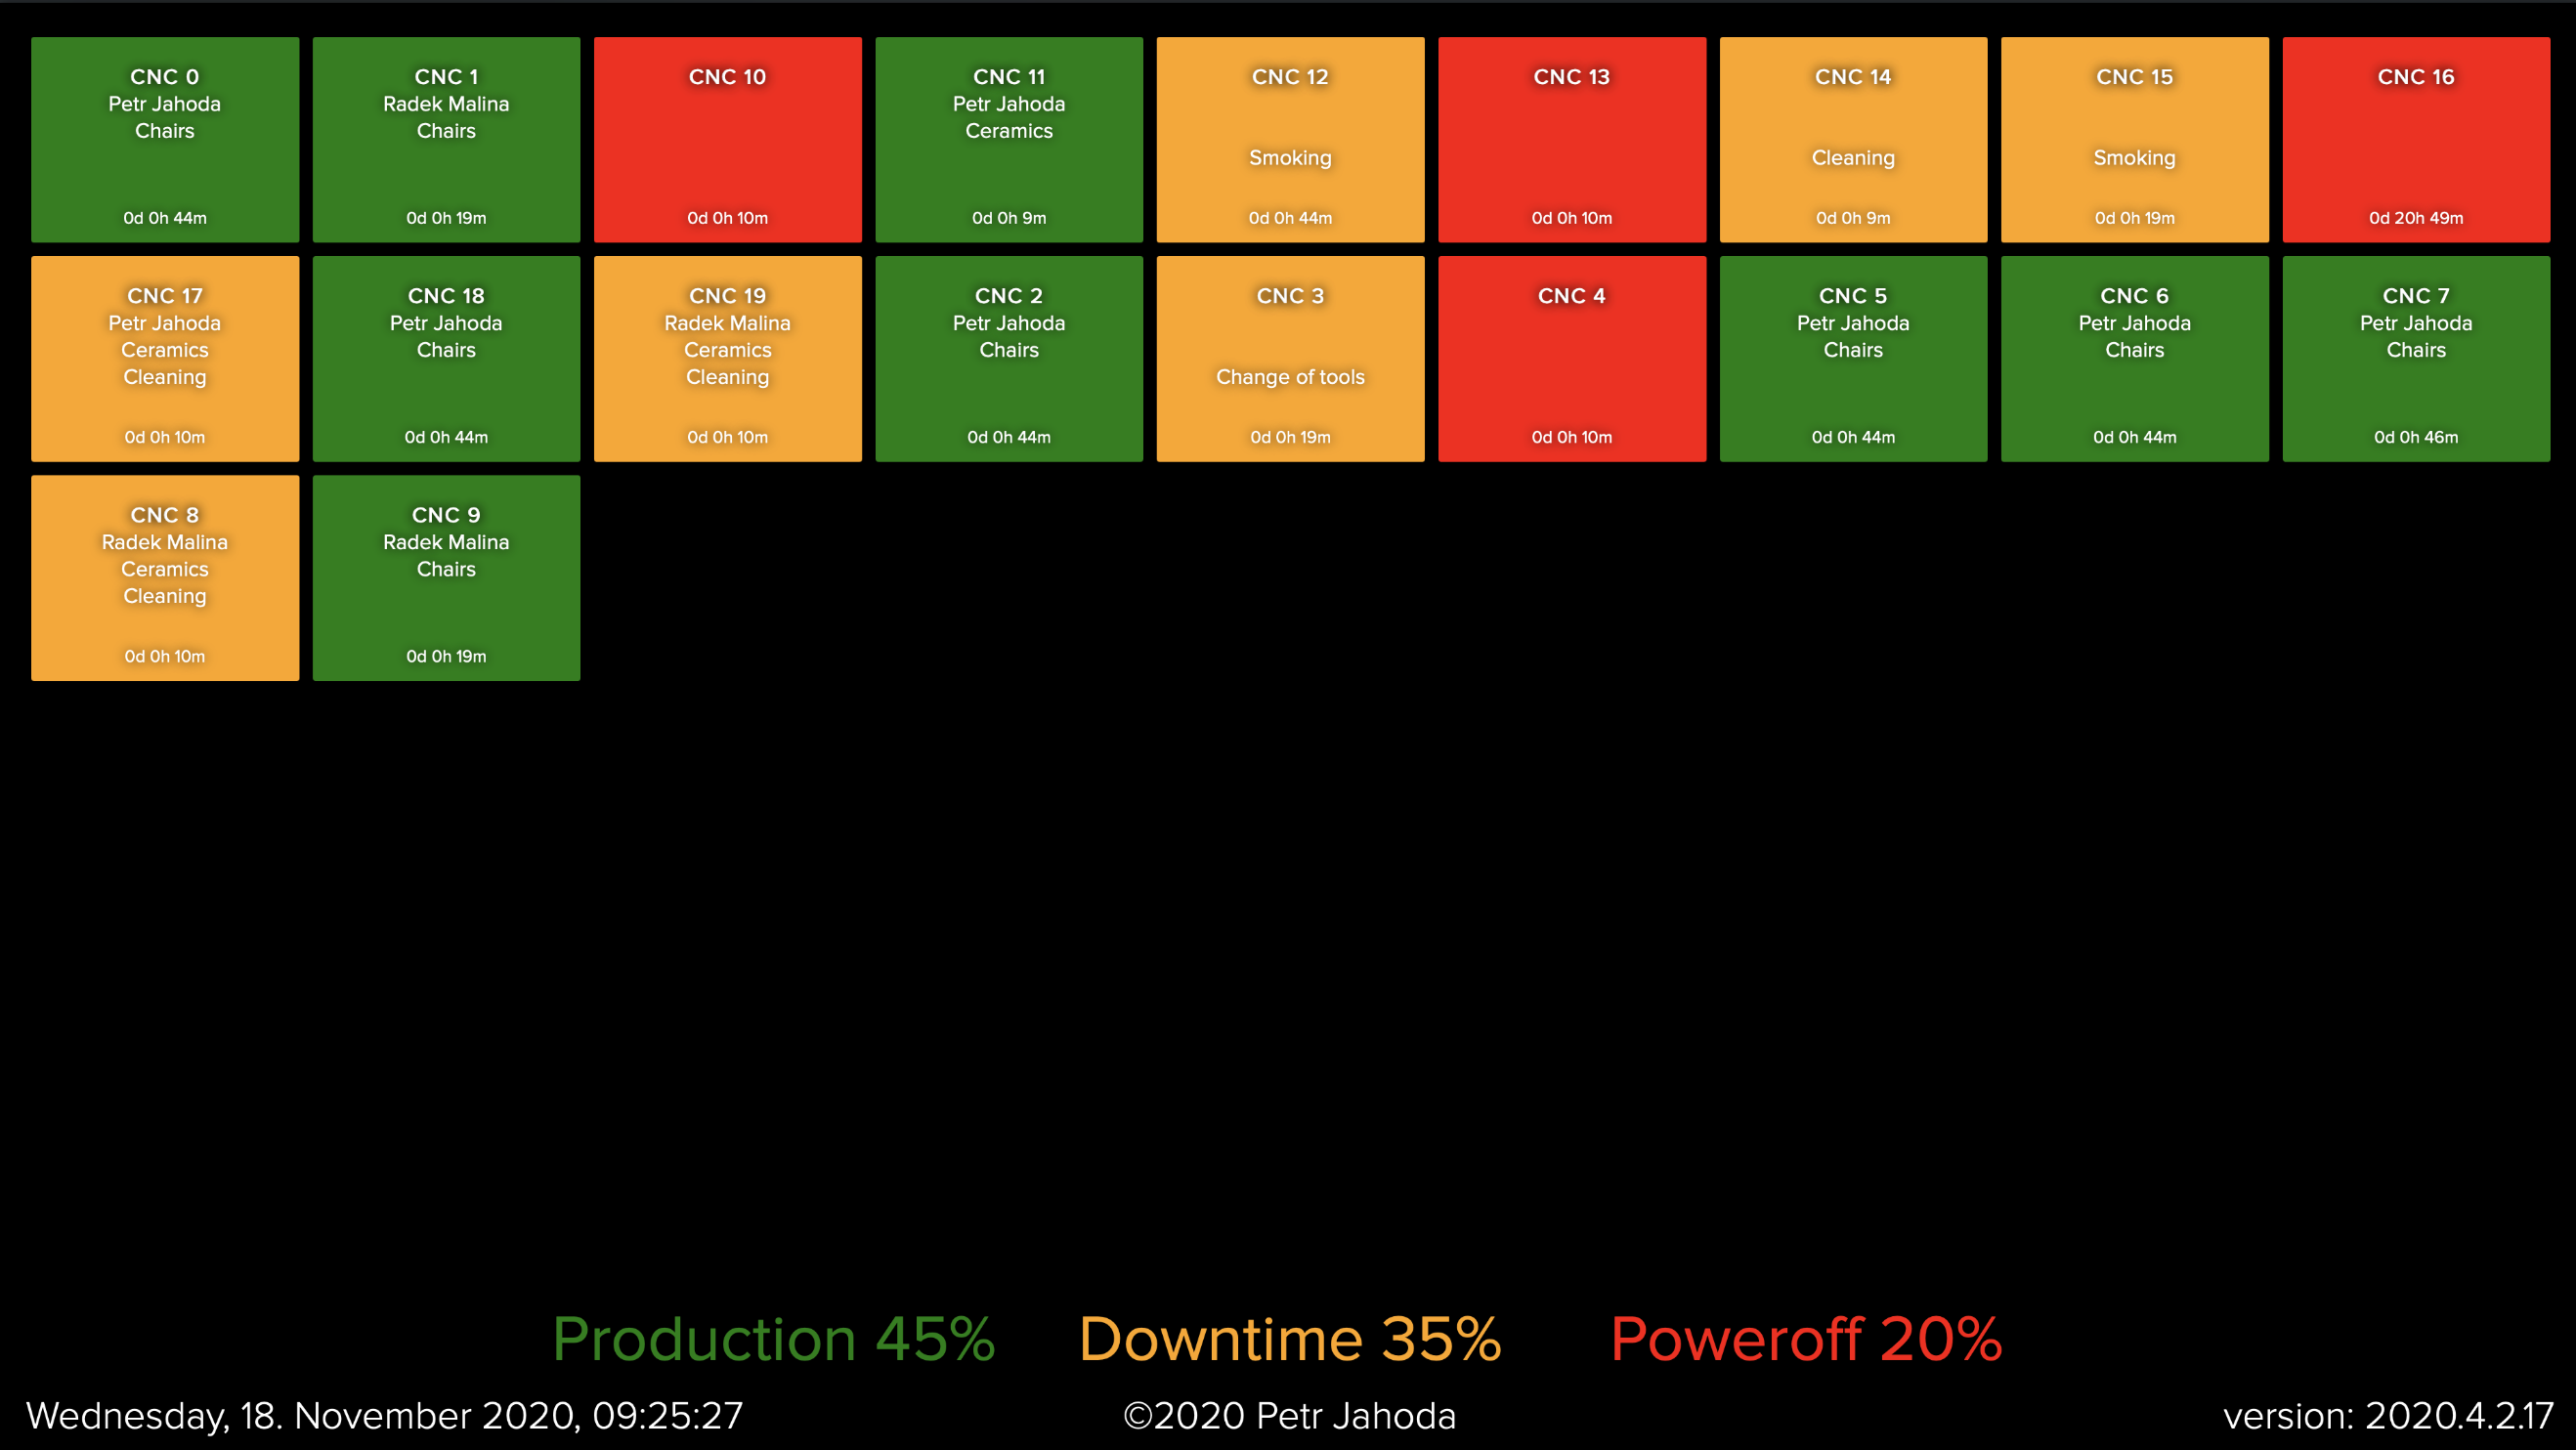 CNC 0
Petr Jahoda
Chairs
0d 0h 44m
CNC 1
Radek Malina
Chairs
0d 0h 19m
CNC 10
0d 0h 10m
CNC 11
Petr Jahoda
Ceramics
0d 0h 9m
CNC 12
Smoking
0d 0h 44m
CNC 13
0d 0h 10m
CNC 14
Cleaning
0d 0h 9m
CNC 15
Smoking
0d 0h 19m
CNC 16
0d 20h 49m
CNC 17
Petr Jahoda
Ceramics
Cleaning
0d 0h 10m
CNC 18
Petr Jahoda
Chairs
0d 0h 44m
CNC 19
Radek Malina
Ceramics
Cleaning
0d 0h 10m
CNC 2
Petr Jahoda
Chairs
0d 0h 44m
CNC 3
Change of tools
0d 0h 19m
CNC 4
0d 0h 10m
CNC 5
Petr Jahoda
Chairs
0d 0h 44m
CNC 6
Petr Jahoda
Chairs
0d 0h 44m
CNC 7
Petr Jahoda
Chairs
0d 0h 46m
CNC 8
Radek Malina
Ceramics
Cleaning
0d 0h 10m
CNC 9
Radek Malina
Chairs
0d 0h 19m
Production 45%
Downtime 35%
Poweroff 20%
Wednesday, 18. November 2020, 09:25:27
©2020 Petr Jahoda
version: 2020.4.2.17